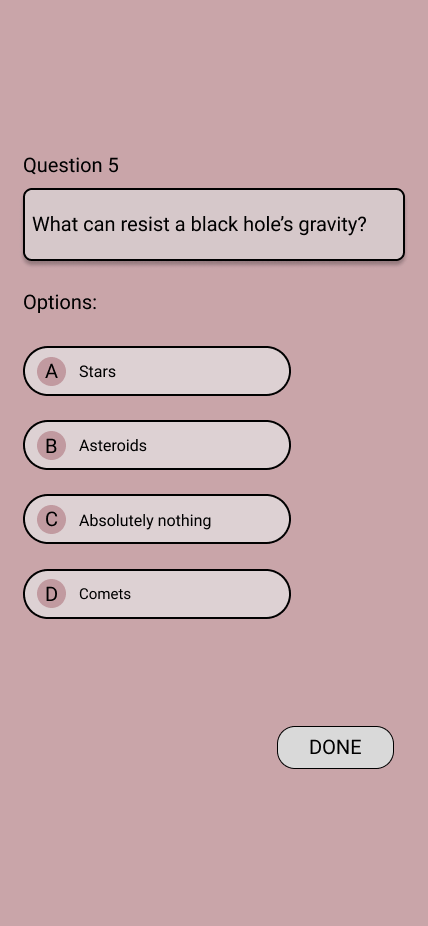 Question 5
What can resist a black hole’s gravity?
Options:
A Stars
B Asteroids
C Absolutely nothing
D Comets
DONE